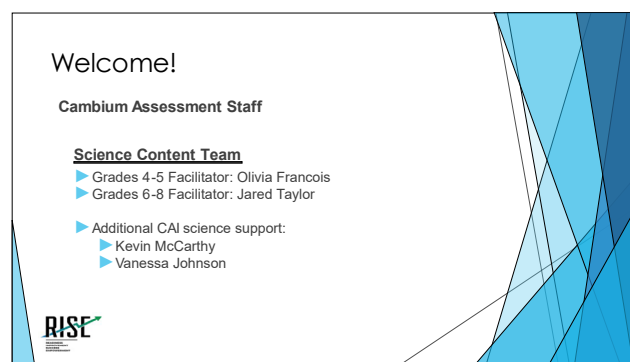 Welcome!
Cambium Assessment Staff
Science Content Team
Grades 4-5 Facilitator: Olivia Francois
Grades 6-8 Facilitator: Jared Taylor
Additional CAI science support:
Kevin McCarthy
Vanessa Johnson
RISE